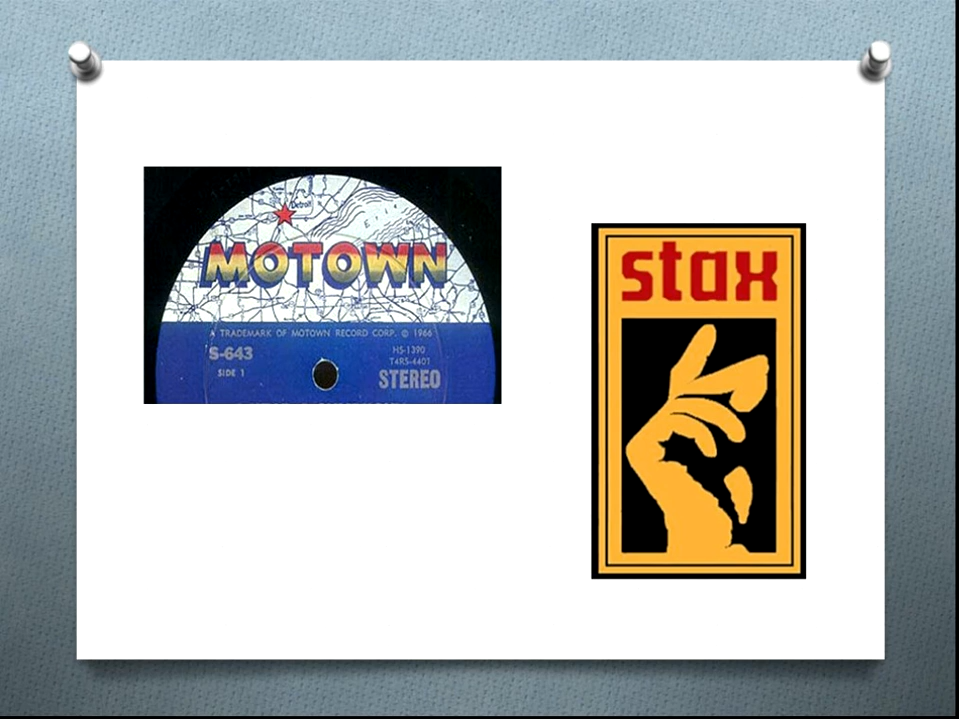 Detroit
E R I E
MOTOWN
A TRADEMARK OF MOTOWN RECORD CORP. © 1966
S-643
HS-1390
T4RS-4401
SIDE 1
STEREO
stax